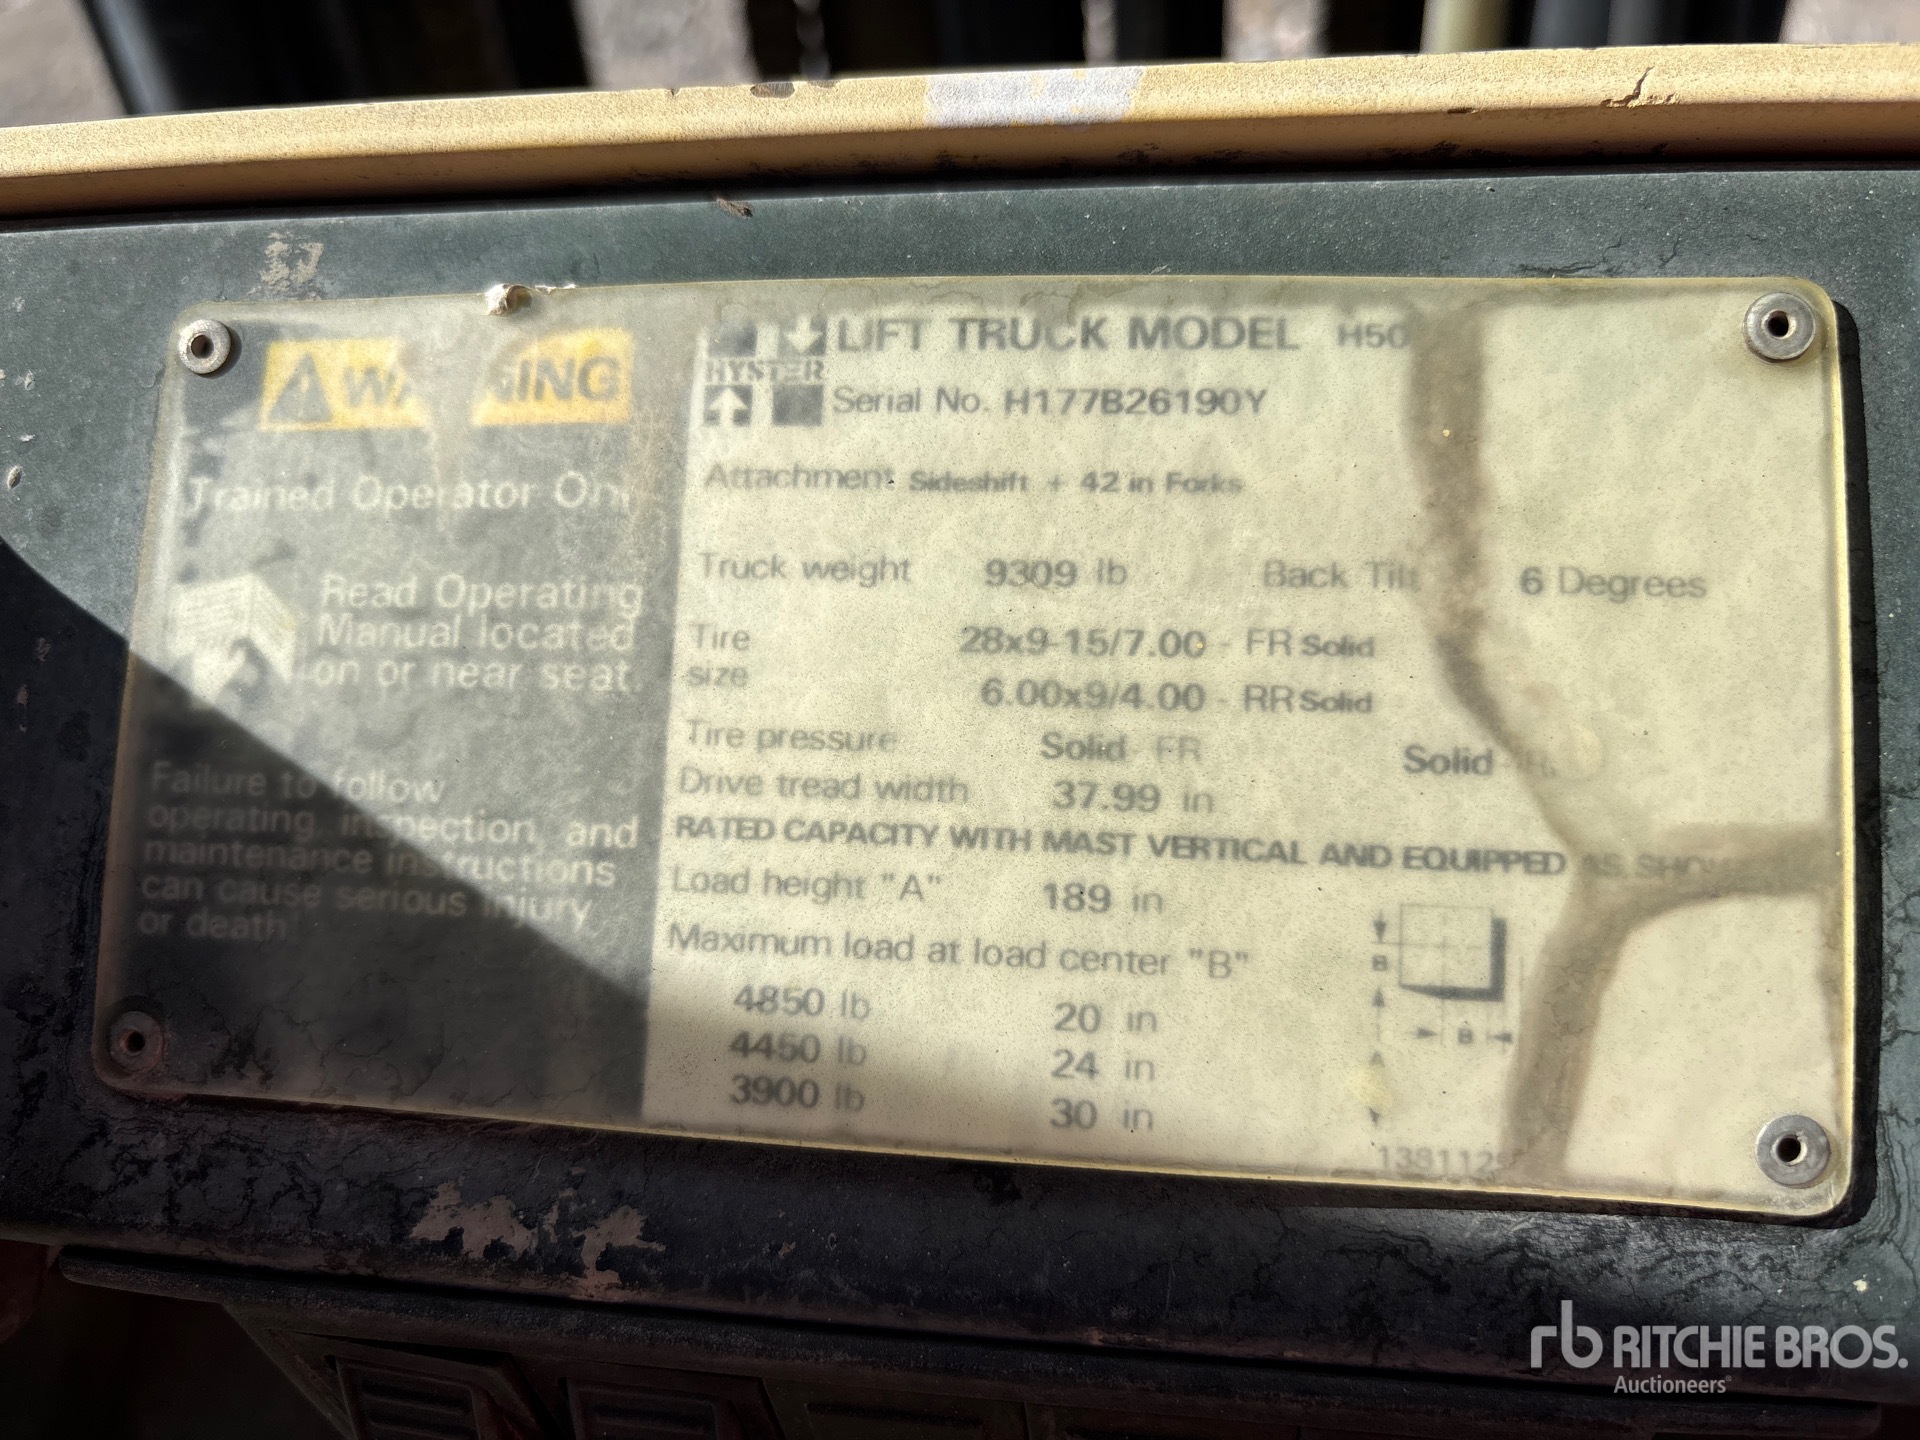 WARNING
Trained Operator Only
Read Operating
Manual located
on or near seat.
Failure to follow
operating, inspection, and
maintenance instructions
can cause serious injury
or death!
HYSTER
LIFT TRUCK MODEL H50
Serial No. H177B26190Y
Attachment Sideshift + 42 in Forks
Truck weight 9309 lb Back Tilt 6 Degrees
Tire size 28x9-15/7.00 - FR Solid
6.00x9/4.00 - RR Solid
Tire pressure Solid FR Solid
Drive tread width 37.99 in
RATED CAPACITY WITH MAST VERTICAL AND EQUIPPED AS SHOWN
Load height "A" 189 in
Maximum load at load center "B"
4850 lb 20 in
4450 lb 24 in
3900 lb 30 in
B
B
A
rb RITCHIE BROS.
Auctioneers